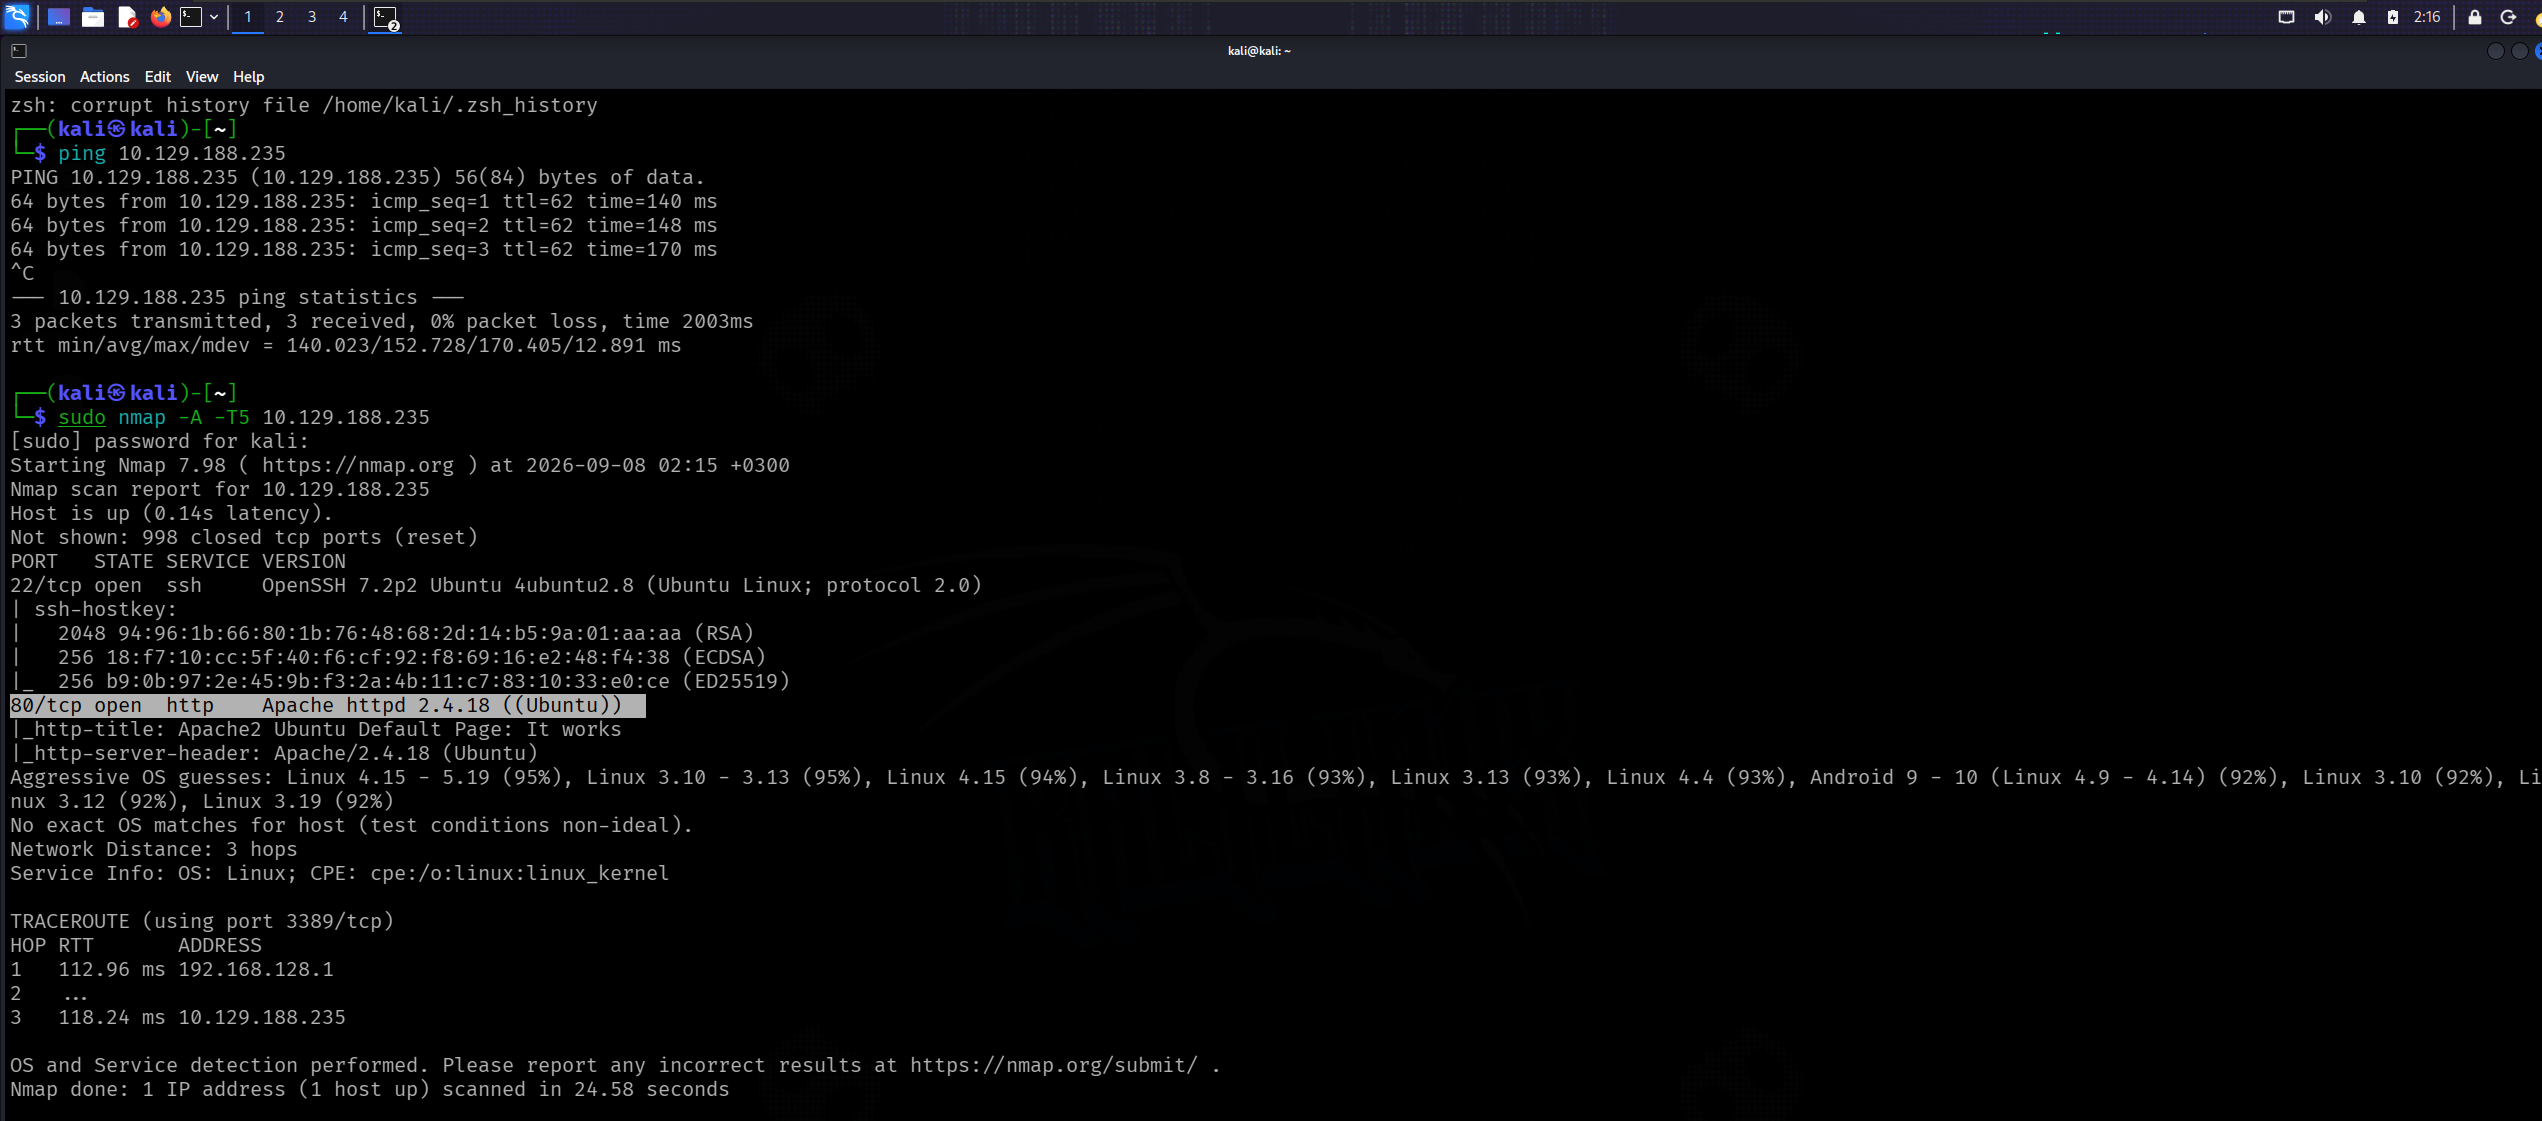 1 2 3 4 2 2:16
kali@kali: ~
Session Actions Edit View Help
zsh: corrupt history file /home/kali/.zsh_history
┌──(kali㉿kali)-[~]
└─$ ping 10.129.188.235
PING 10.129.188.235 (10.129.188.235) 56(84) bytes of data.
64 bytes from 10.129.188.235: icmp_seq=1 ttl=62 time=140 ms
64 bytes from 10.129.188.235: icmp_seq=2 ttl=62 time=148 ms
64 bytes from 10.129.188.235: icmp_seq=3 ttl=62 time=170 ms
^C
--- 10.129.188.235 ping statistics ---
3 packets transmitted, 3 received, 0% packet loss, time 2003ms
rtt min/avg/max/mdev = 140.023/152.728/170.405/12.891 ms
┌──(kali㉿kali)-[~]
└─$ sudo nmap -A -T5 10.129.188.235
[sudo] password for kali:
Starting Nmap 7.98 ( https://nmap.org ) at 2026-09-08 02:15 +0300
Nmap scan report for 10.129.188.235
Host is up (0.14s latency).
Not shown: 998 closed tcp ports (reset)
PORT   STATE SERVICE VERSION
22/tcp open  ssh     OpenSSH 7.2p2 Ubuntu 4ubuntu2.8 (Ubuntu Linux; protocol 2.0)
| ssh-hostkey:
|   2048 94:96:1b:66:80:1b:76:48:68:2d:14:b5:9a:01:aa:aa (RSA)
|   256 18:f7:10:cc:5f:40:f6:cf:92:f8:69:16:e2:48:f4:38 (ECDSA)
|_  256 b9:0b:97:2e:45:9b:f3:2a:4b:11:c7:83:10:33:e0:ce (ED25519)
80/tcp open  http    Apache httpd 2.4.18 ((Ubuntu))
|_http-title: Apache2 Ubuntu Default Page: It works
|_http-server-header: Apache/2.4.18 (Ubuntu)
Aggressive OS guesses: Linux 4.15 - 5.19 (95%), Linux 3.10 - 3.13 (95%), Linux 4.15 (94%), Linux 3.8 - 3.16 (93%), Linux 3.13 (93%), Linux 4.4 (93%), Android 9 - 10 (Linux 4.9 - 4.14) (92%), Linux 3.10 (92%), Li
nux 3.12 (92%), Linux 3.19 (92%)
No exact OS matches for host (test conditions non-ideal).
Network Distance: 3 hops
Service Info: OS: Linux; CPE: cpe:/o:linux:linux_kernel
TRACEROUTE (using port 3389/tcp)
HOP RTT       ADDRESS
1   112.96 ms 192.168.128.1
2   ...
3   118.24 ms 10.129.188.235
OS and Service detection performed. Please report any incorrect results at https://nmap.org/submit/ .
Nmap done: 1 IP address (1 host up) scanned in 24.58 seconds